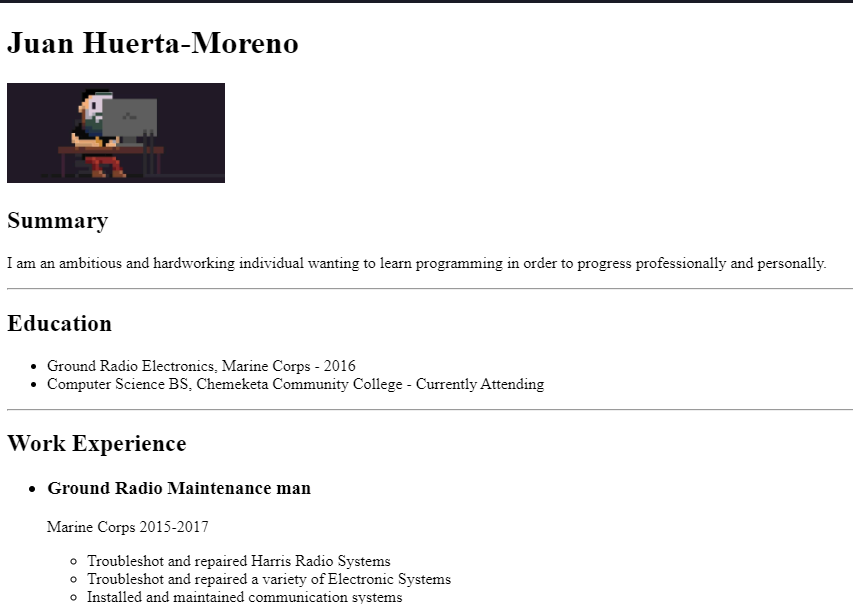 Juan Huerta-Moreno
Summary
I am an ambitious and hardworking individual wanting to learn programming in order to progress professionally and personally.
Education
Ground Radio Electronics, Marine Corps - 2016
Computer Science BS, Chemeketa Community College - Currently Attending
Work Experience
Ground Radio Maintenance man
Marine Corps 2015-2017
Troubleshot and repaired Harris Radio Systems
Troubleshot and repaired a variety of Electronic Systems
Installed and maintained communication systems